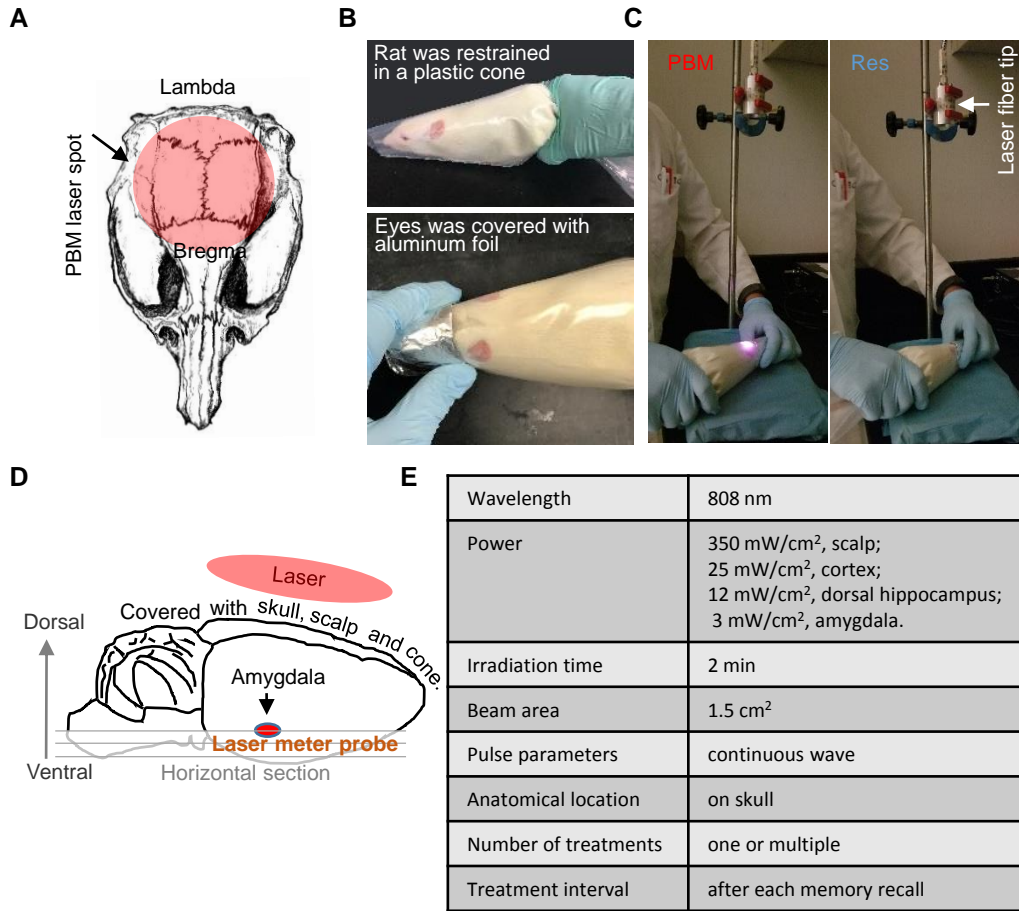 A
Lambda
PBM laser spot
Bregma
B
Rat was restrained
in a plastic cone
Eyes was covered with
aluminum foil
C
PBM
Res
Laser fiber tip
D
Laser
Covered with skull, scalp and cone.
Dorsal
Amygdala
Laser meter probe
Ventral
Horizontal section
E
Wavelength 808 nm
Power 350 mW/cm², scalp;
25 mW/cm², cortex;
12 mW/cm², dorsal hippocampus;
3 mW/cm², amygdala.
Irradiation time 2 min
Beam area 1.5 cm²
Pulse parameters continuous wave
Anatomical location on skull
Number of treatments one or multiple
Treatment interval after each memory recall